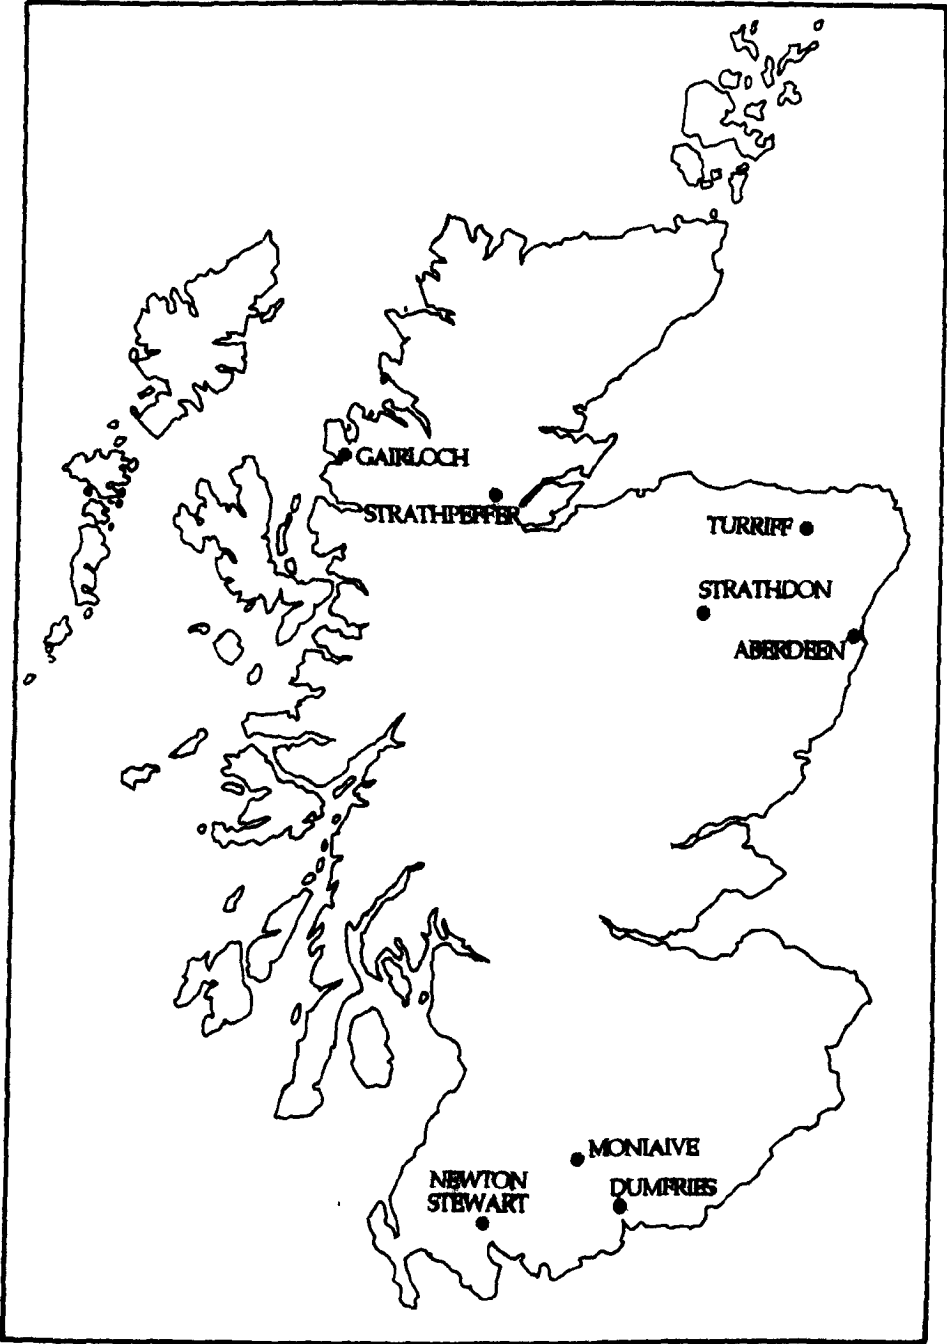 GAIRLOCH
STRATHPEFFER
TURRIFF
STRATHDON
ABERDEEN
MONIAIVE
NEWTON
STEWART
DUMFRIES